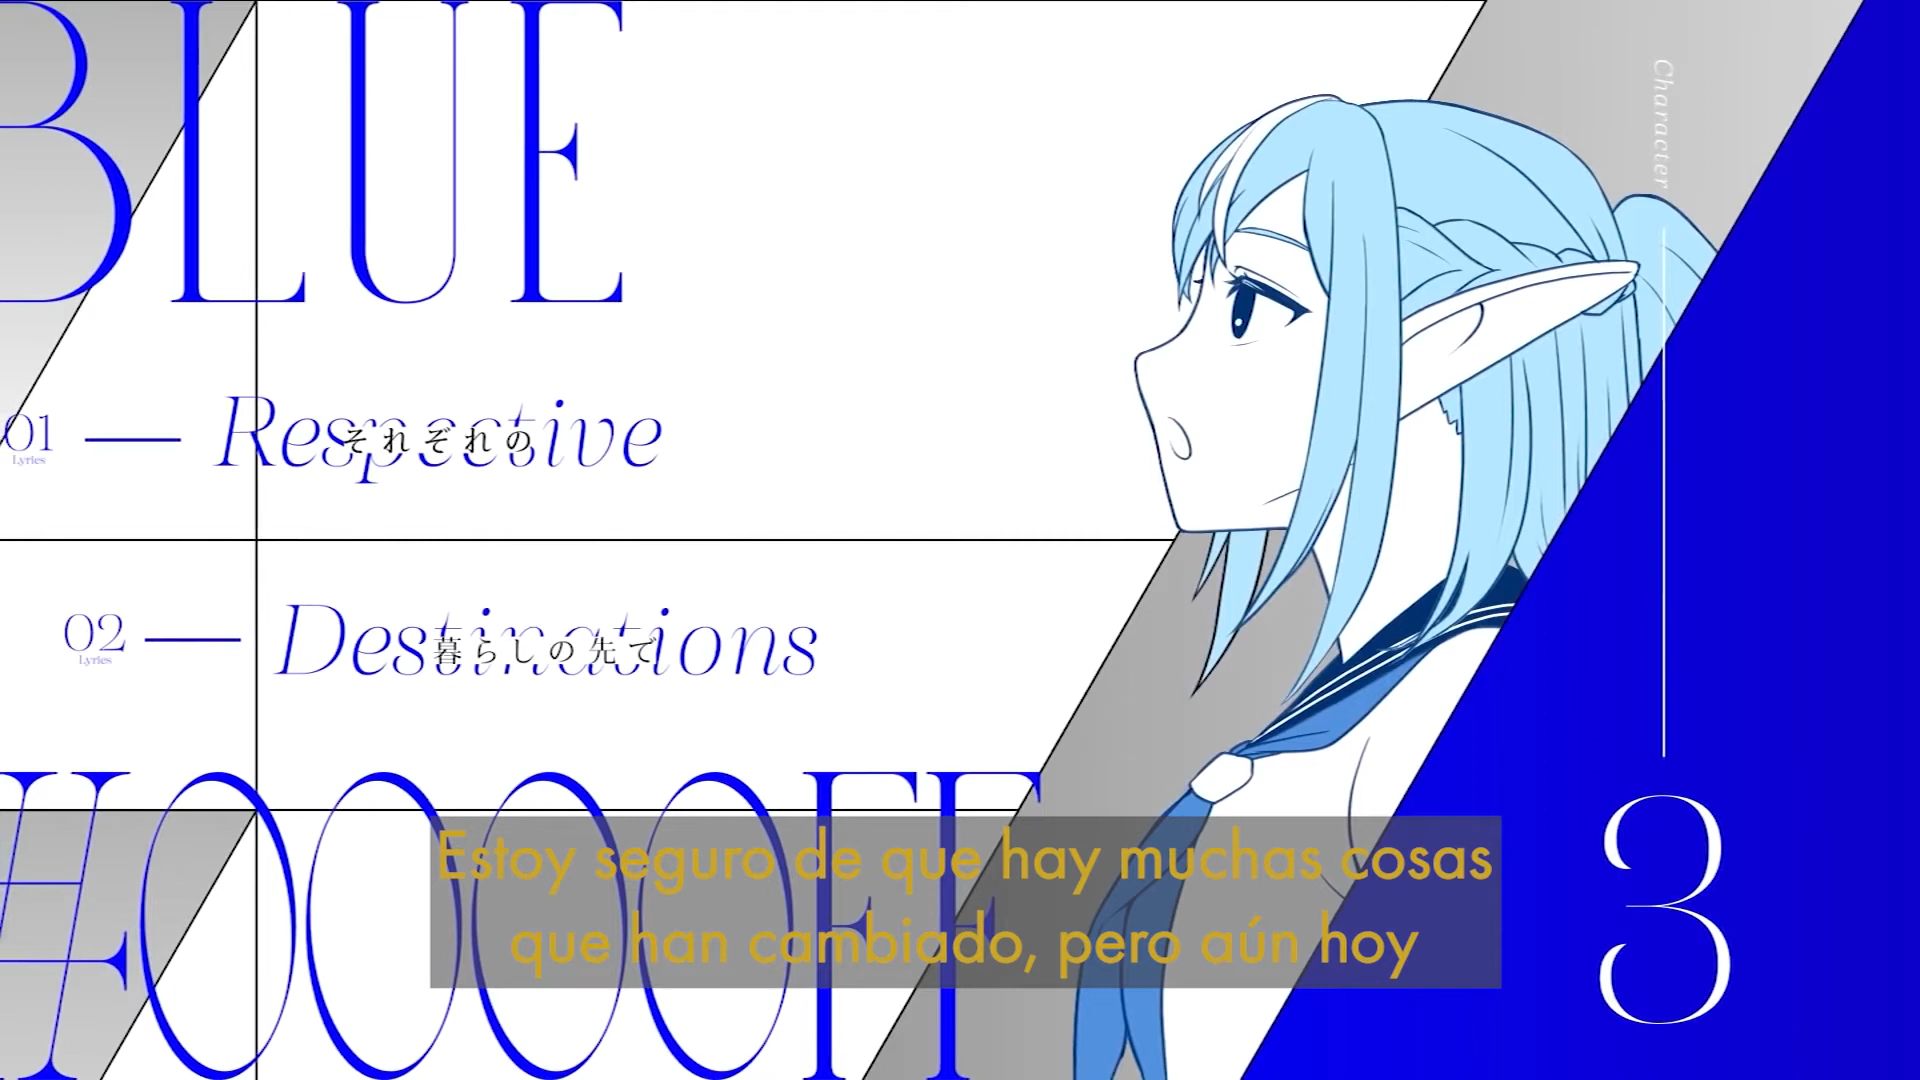 BLUE
Character
01
Lyrics
Respective
それぞれの
02
Lyrics
Destinations
暮らしの先で
#0000FF
3
Estoy seguro de que hay muchas cosas
que han cambiado, pero aún hoy